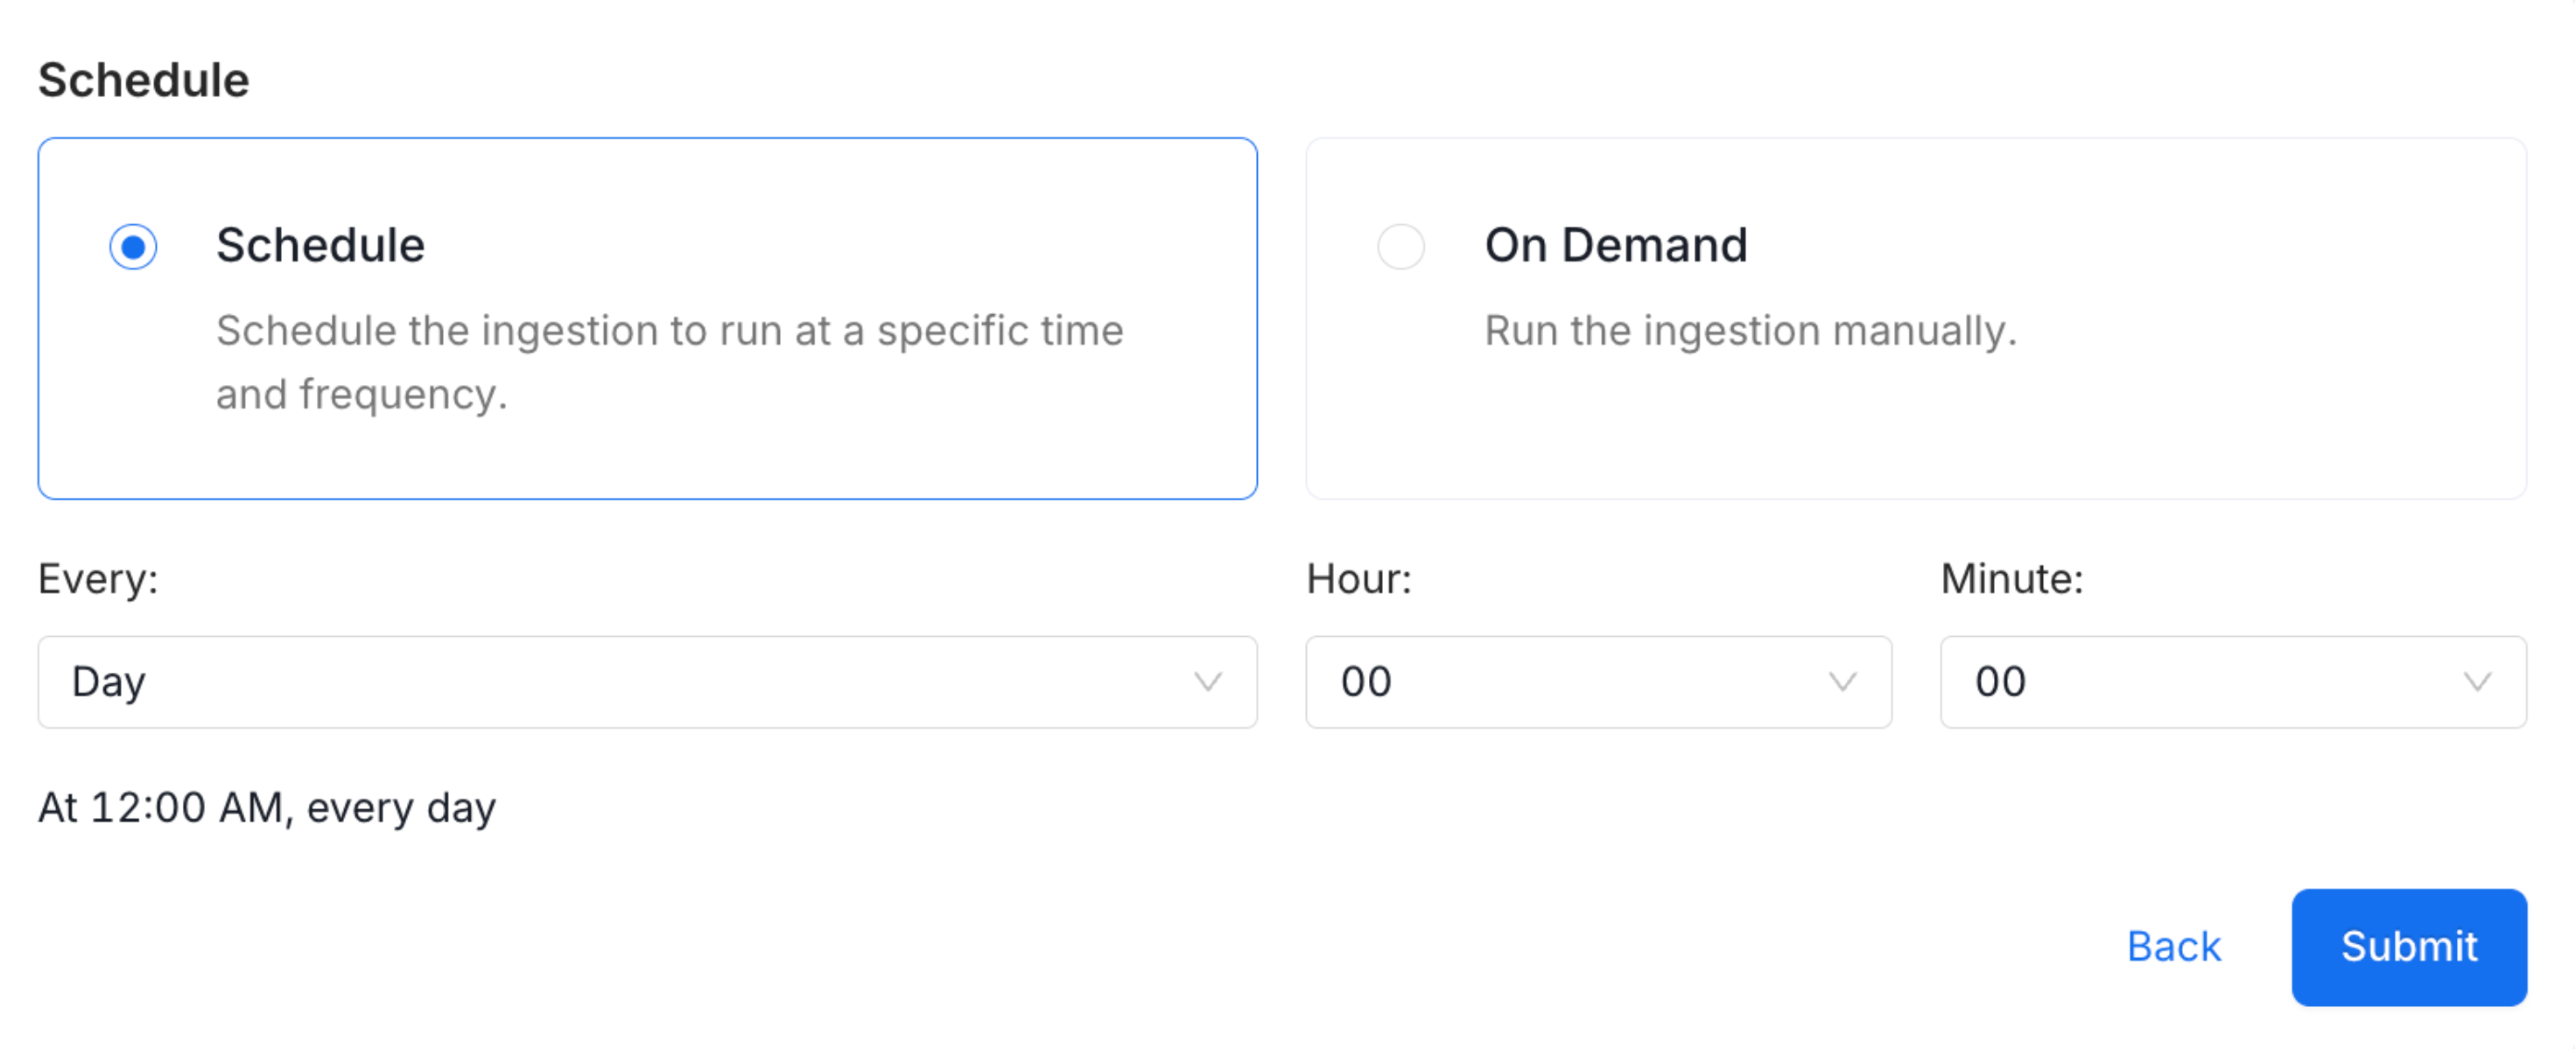 Schedule
Schedule
Schedule the ingestion to run at a specific time
and frequency.
On Demand
Run the ingestion manually.
Every:
Hour:
Minute:
Day
00
00
At 12:00 AM, every day
Back
Submit